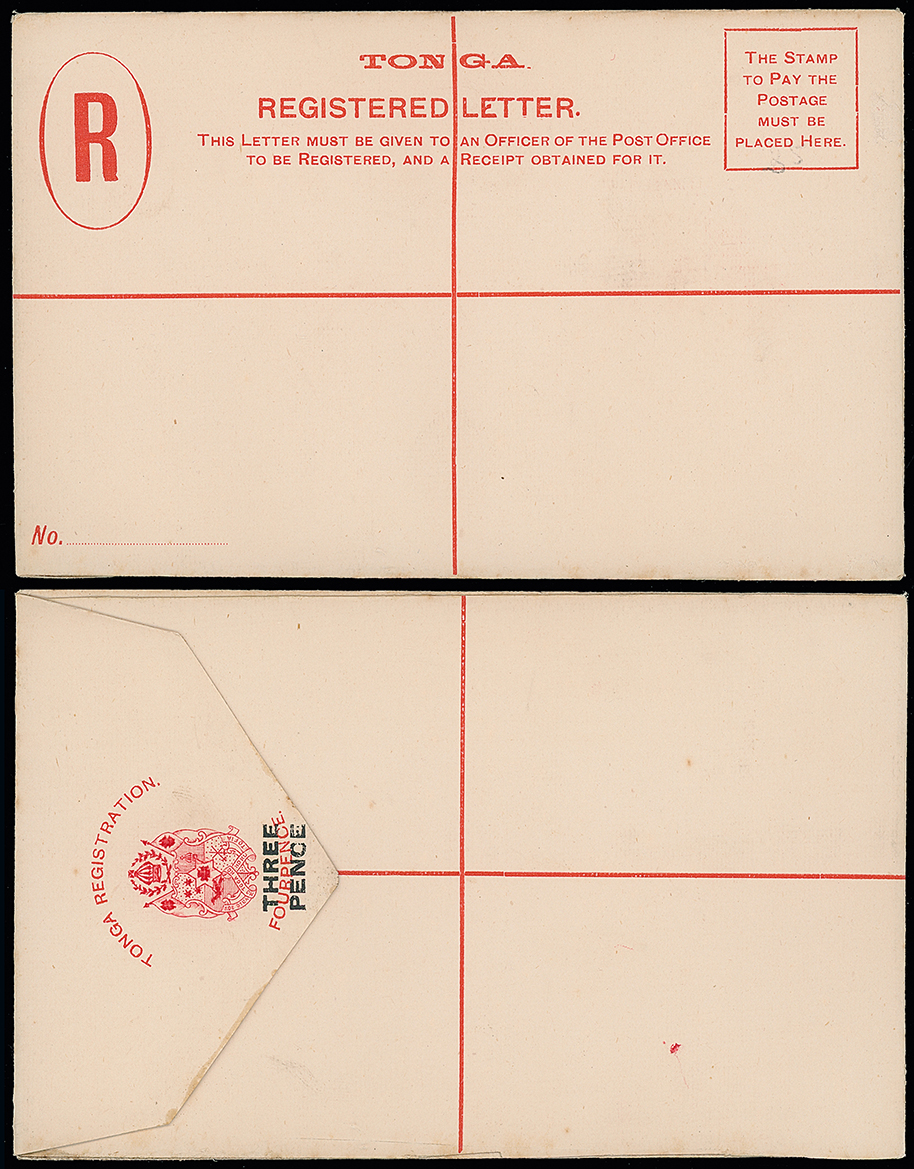 TONGA.
REGISTERED LETTER.
THIS LETTER MUST BE GIVEN TO AN OFFICER OF THE POST OFFICE
TO BE REGISTERED, AND A RECEIPT OBTAINED FOR IT.
R
THE STAMP
TO PAY THE
POSTAGE
MUST BE
PLACED HERE.
No.
TONGA REGISTRATION.
FOURPENCE.
THREE
PENCE